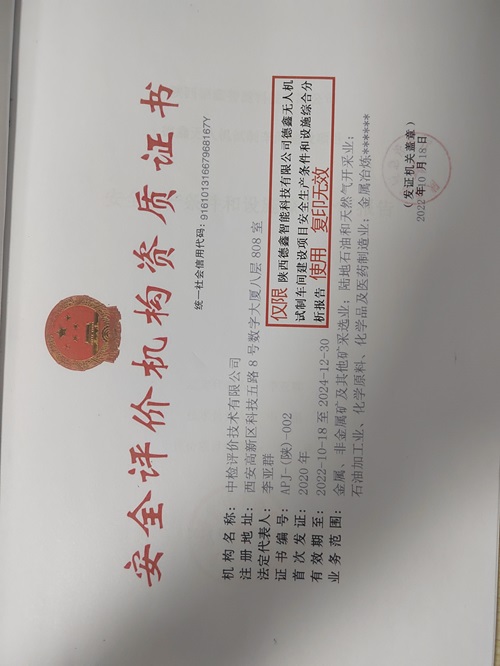 安全评价机构资质证书
统一社会信用代码：91610131667968167Y
机构名称：中检评价技术有限公司
注册地址：西安高新区科技五路8号数字大厦八层808室
法定代表人：李亚群
证书编号：APJ-(陕)-002
首次发证：2020年
有效期至：2022-10-18至2024-12-30
业务范围：金属、非金属矿及其他矿采选业；陆地石油和天然气开采业；
石油加工业、化学原料、化学品及医药制造业；金属冶炼******
仅限陕西德鑫智能科技有限公司德鑫无人机
试制车间建设项目安全生产条件和设施综合分
析报告使用 复印无效
（发证机关盖章）
2022年10月18日